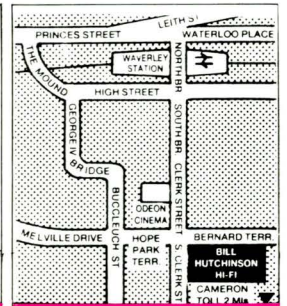 LEITH ST
PRINCES STREET
WATERLOO PLACE
THE MOUND
WAVERLEY
STATION
NORTH BR
HIGH STREET
GEORGE IV BRIDGE
SOUTH BR
CLERK STREET
BUCCLEUCH ST
ODEON
CINEMA
MELVILLE DRIVE
HOPE
PARK
TERR.
S. CLERK ST
BERNARD TERR.
BILL
HUTCHINSON
HI-FI
CAMERON
TOLL 2 Min